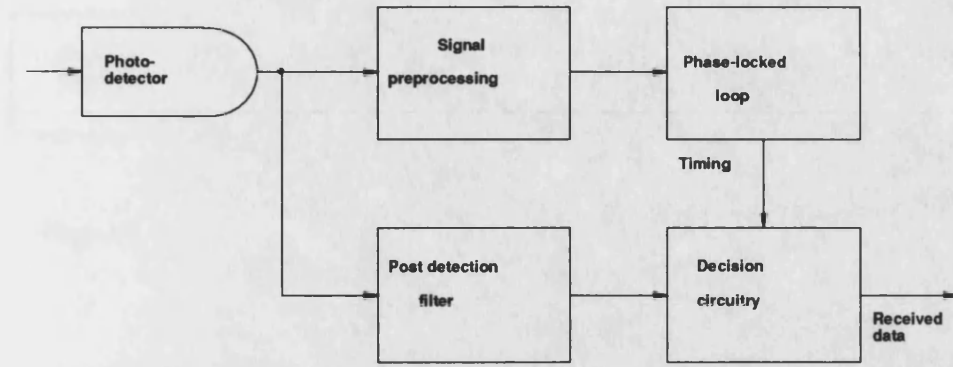 Photo-
detector
Signal
preprocessing
Phase-locked
loop
Timing
Post detection
filter
Decision
circuitry
Received
data